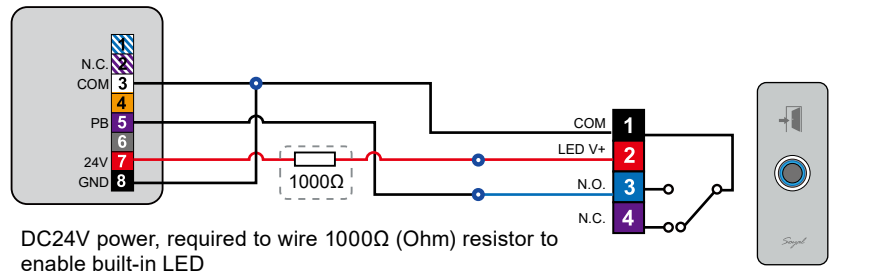 1
N.C. 2
COM 3
4
PB 5
6
24V 7
GND 8
1000Ω
COM 1
LED V+ 2
N.O. 3
N.C. 4
Soyal
DC24V power, required to wire 1000Ω (Ohm) resistor to
enable built-in LED